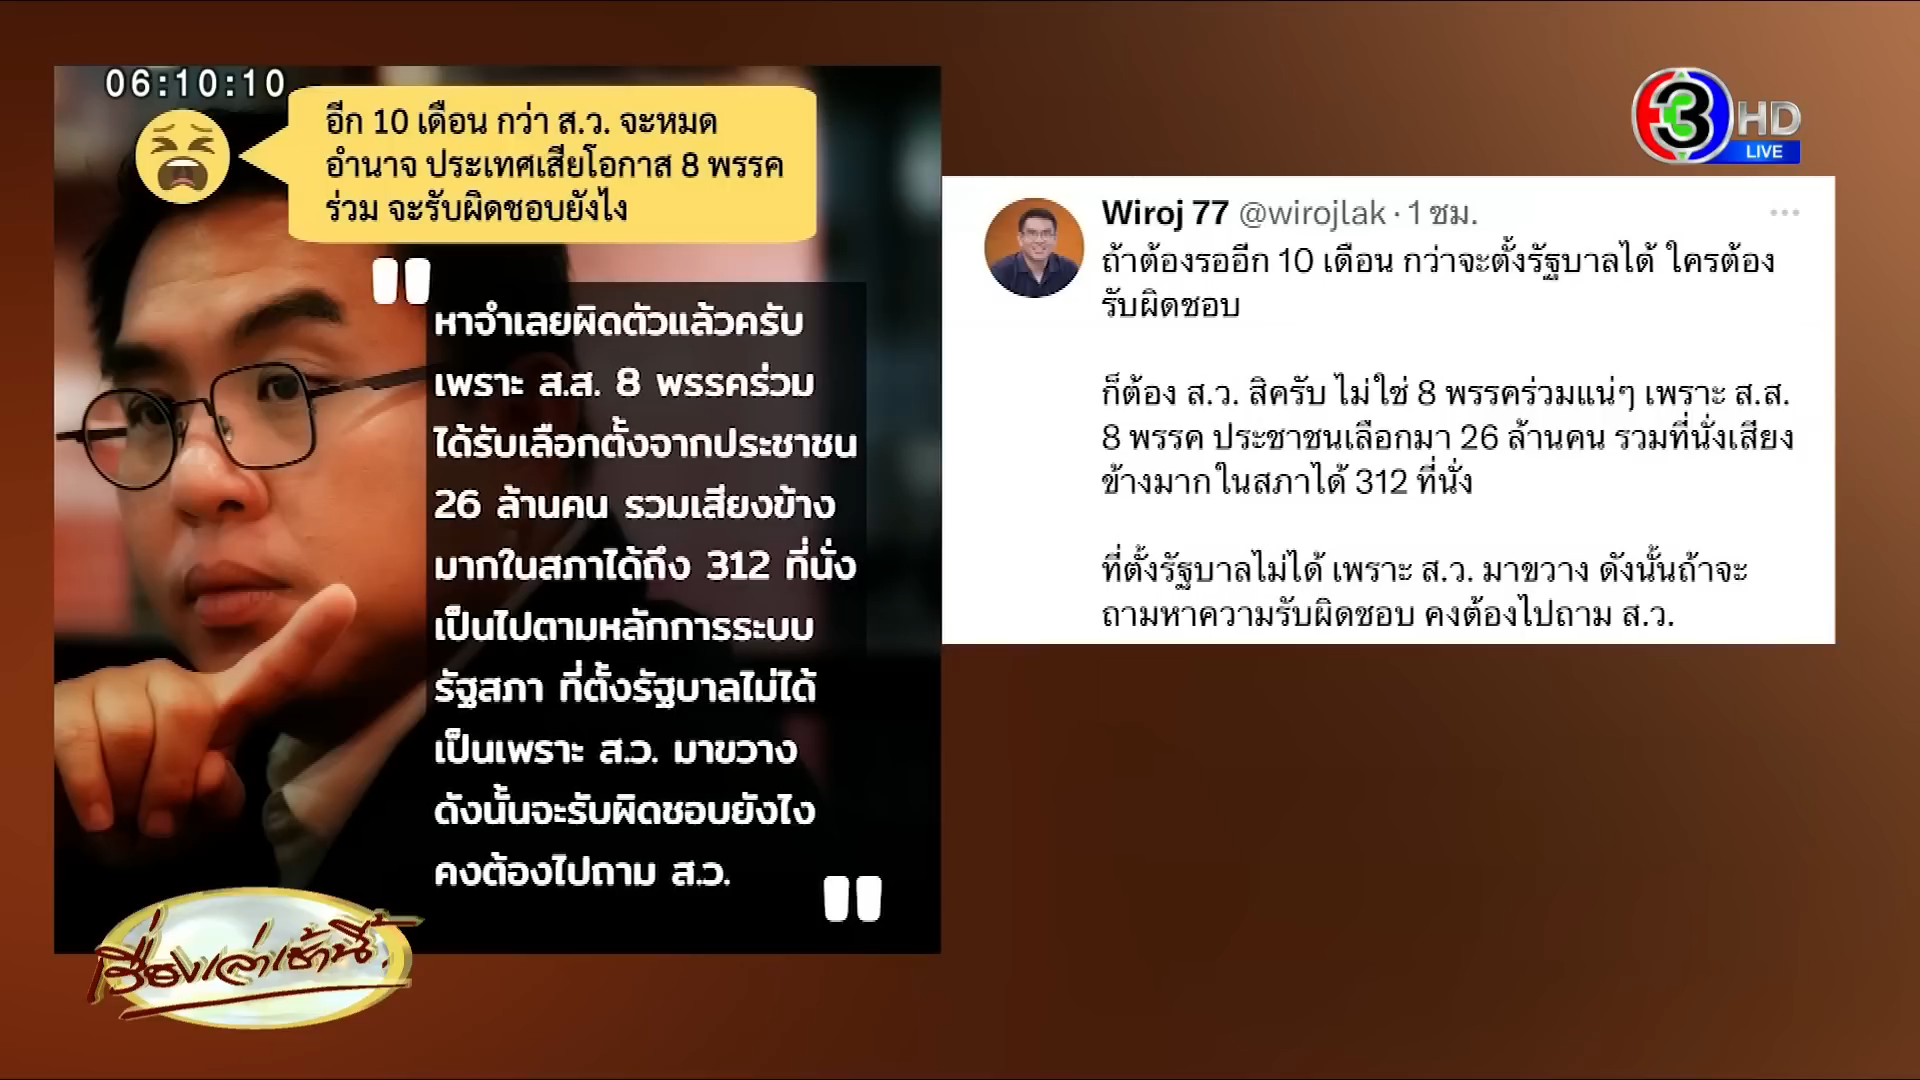 06:10:10
อีก 10 เดือน กว่า ส.ว. จะหมด
อำนาจ ประเทศเสียโอกาส 8 พรรค
ร่วม จะรับผิดชอบยังไง
"
หาจำเลยผิดตัวแล้วครับ
เพราะ ส.ส. 8 พรรคร่วม
ได้รับเลือกตั้งจากประชาชน
26 ล้านคน รวมเสียงข้าง
มากในสภาได้ถึง 312 ที่นั่ง
เป็นไปตามหลักการระบบ
รัฐสภา ที่ตั้งรัฐบาลไม่ได้
เป็นเพราะ ส.ว. มาขวาง
ดังนั้นจะรับผิดชอบยังไง
คงต้องไปถาม ส.ว.
"
เรื่องเล่าเช้านี้
3 HD
LIVE
Wiroj 77 @wirojlak · 1 ชม.
ถ้าต้องรออีก 10 เดือน กว่าจะตั้งรัฐบาลได้ ใครต้อง
รับผิดชอบ
ก็ต้อง ส.ว. สิครับ ไม่ใช่ 8 พรรคร่วมแน่ๆ เพราะ ส.ส.
8 พรรค ประชาชนเลือกมา 26 ล้านคน รวมที่นั่งเสียง
ข้างมากในสภาได้ 312 ที่นั่ง
ที่ตั้งรัฐบาลไม่ได้ เพราะ ส.ว. มาขวาง ดังนั้นถ้าจะ
ถามหาความรับผิดชอบ คงต้องไปถาม ส.ว.